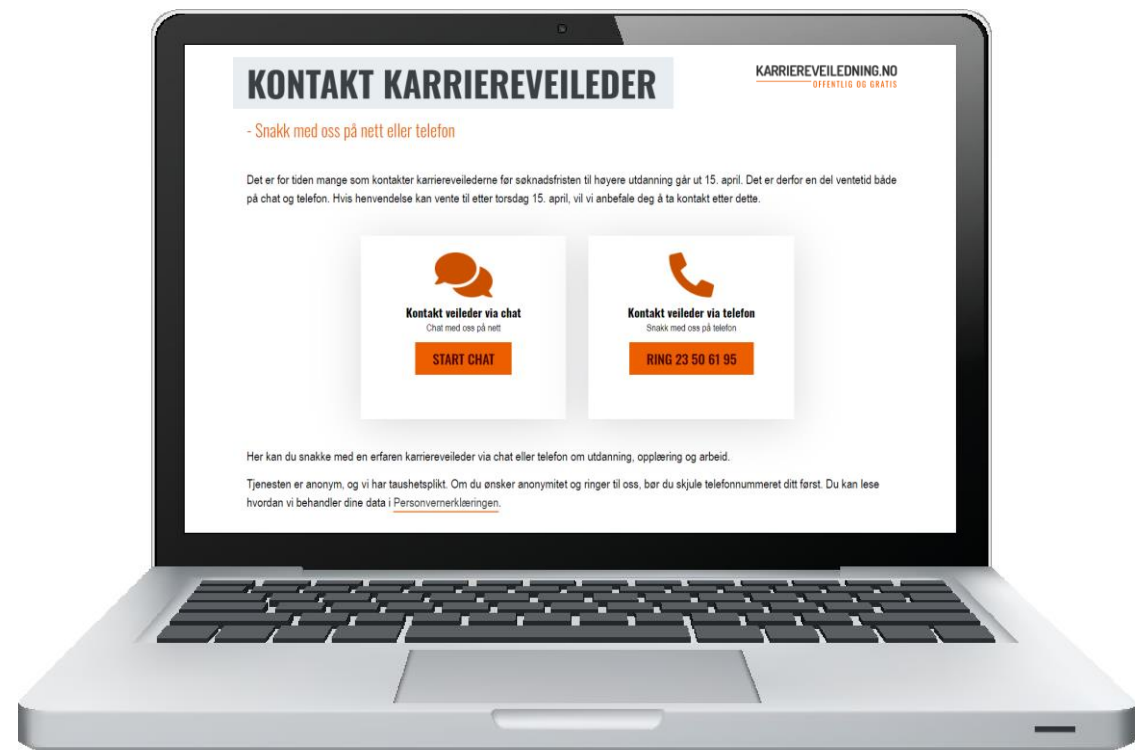 KONTAKT KARRIEREVEILEDER
KARRIEREVEILEDNING.NO
OFFENTLIG OG GRATIS
- Snakk med oss på nett eller telefon
Det er for tiden mange som kontakter karriereveilederne før søknadsfristen til høyere utdanning går ut 15. april. Det er derfor en del ventetid både
på chat og telefon. Hvis henvendelse kan vente til etter torsdag 15. april, vil vi anbefale deg å ta kontakt etter dette.
Kontakt veileder via chat
Chat med oss på nett
START CHAT
Kontakt veileder via telefon
Snakk med oss på telefon
RING 23 50 61 95
Her kan du snakke med en erfaren karriereveileder via chat eller telefon om utdanning, opplæring og arbeid.
Tjenesten er anonym, og vi har taushetsplikt. Om du ønsker anonymitet og ringer til oss, bør du skjule telefonnummeret ditt først. Du kan lese
hvordan vi behandler dine data i Personvernerklæringen.